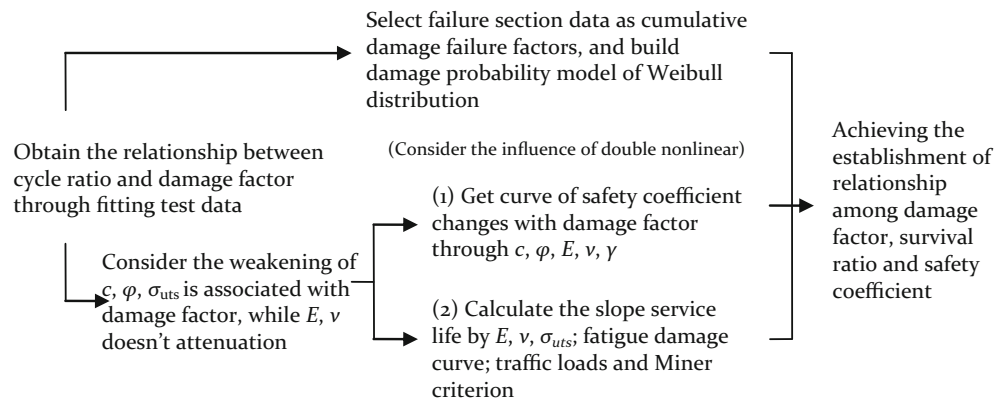 Select failure section data as cumulative
damage failure factors, and build
damage probability model of Weibull
distribution
Obtain the relationship between
cycle ratio and damage factor
through fitting test data
(Consider the influence of double nonlinear)
(1) Get curve of safety coefficient
changes with damage factor
through c, φ, E, ν, γ
Consider the weakening of
c, φ, σuts is associated with
damage factor, while E, ν
doesn't attenuation
(2) Calculate the slope service
life by E, ν, σuts; fatigue damage
curve; traffic loads and Miner
criterion
Achieving the
establishment of
relationship
among damage
factor, survival
ratio and safety
coefficient